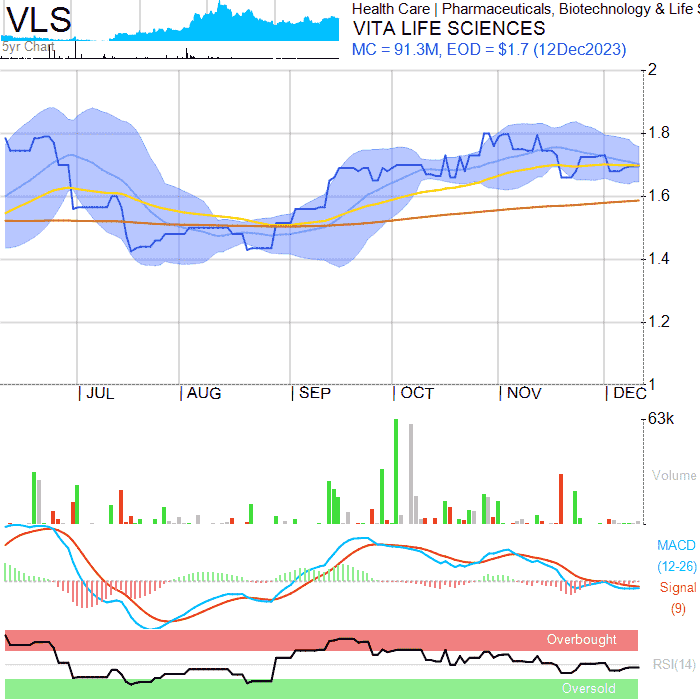 VLS
5yr Chart
Health Care | Pharmaceuticals, Biotechnology & Life S
VITA LIFE SCIENCES
MC = 91.3M, EOD = $1.7 (12Dec2023)
2
1.8
1.6
1.4
1.2
1
JUL
AUG
SEP
OCT
NOV
DEC
63k
Volume
MACD
(12-26)
Signal
(9)
Overbought
RSI(14)
Oversold